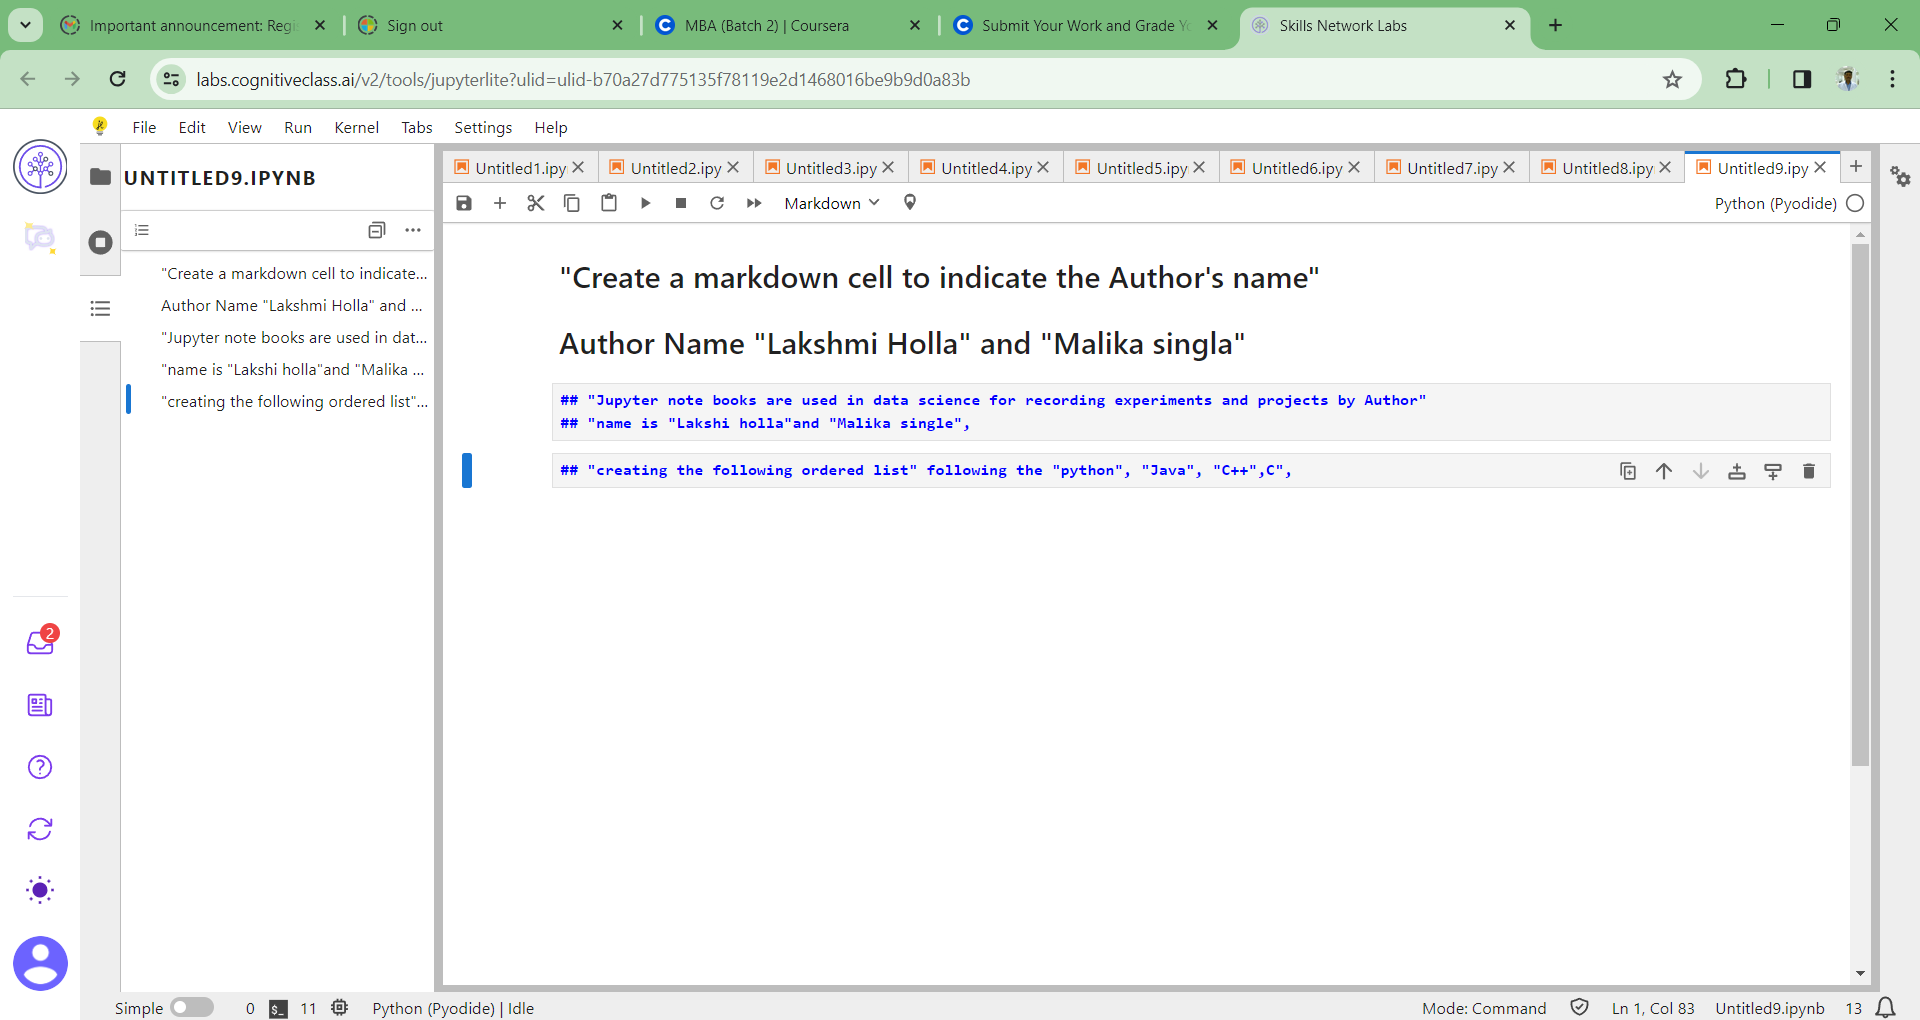 Important announcement: Regi
Sign out
MBA (Batch 2) | Coursera
Submit Your Work and Grade Yo
Skills Network Labs
labs.cognitiveclass.ai/v2/tools/jupyterlite?ulid=ulid-b70a27d775135f78119e2d1468016be9b9d0a83b
File Edit View Run Kernel Tabs Settings Help
UNTITLED9.IPYNB
"Create a markdown cell to indicate...
Author Name "Lakshmi Holla" and ...
"Jupyter note books are used in dat...
"name is "Lakshi holla"and "Malika ...
"creating the following ordered list"...
Untitled1.ipy
Untitled2.ipy
Untitled3.ipy
Untitled4.ipy
Untitled5.ipy
Untitled6.ipy
Untitled7.ipy
Untitled8.ipy
Untitled9.ipy
Markdown
Python (Pyodide)
"Create a markdown cell to indicate the Author's name"
Author Name "Lakshmi Holla" and "Malika singla"
## "Jupyter note books are used in data science for recording experiments and projects by Author"
## "name is "Lakshi holla"and "Malika single",
## "creating the following ordered list" following the "python", "Java", "C++",C",
2
Simple
0
$_
11
Python (Pyodide) | Idle
Mode: Command
Ln 1, Col 83
Untitled9.ipynb
13